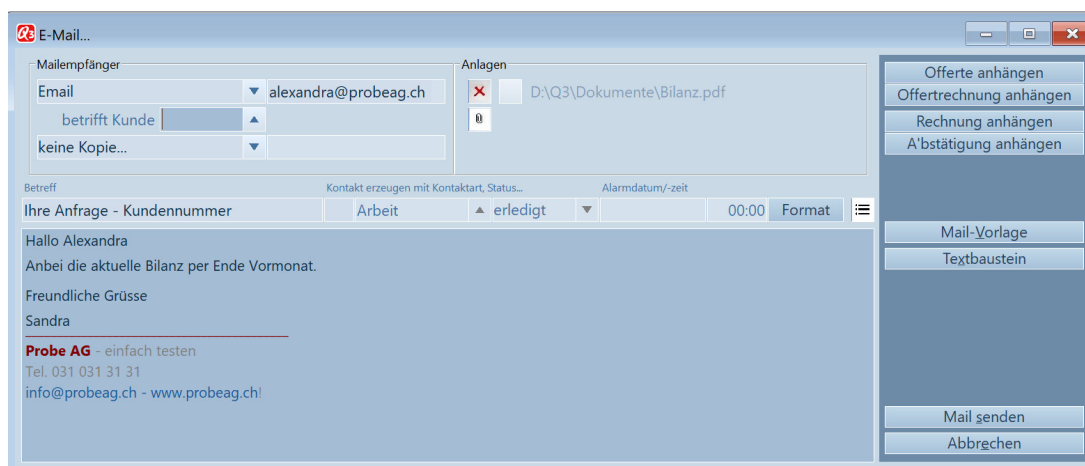 Q3 E-Mail...
Mailempfänger
Anlagen
Email alexandra@probeag.ch
D:\Q3\Dokumente\Bilanz.pdf
betrifft Kunde
keine Kopie...
Offerte anhängen
Offertrechnung anhängen
Rechnung anhängen
A'bstätigung anhängen
Betreff Kontakt erzeugen mit Kontaktart, Status... Alarmdatum/-zeit
Ihre Anfrage - Kundennummer Arbeit erledigt 00:00 Format
Hallo Alexandra
Anbei die aktuelle Bilanz per Ende Vormonat.
Freundliche Grüsse
Sandra
Probe AG - einfach testen
Tel. 031 031 31 31
info@probeag.ch - www.probeag.ch!
Mail-Vorlage
Textbaustein
Mail senden
Abbrechen